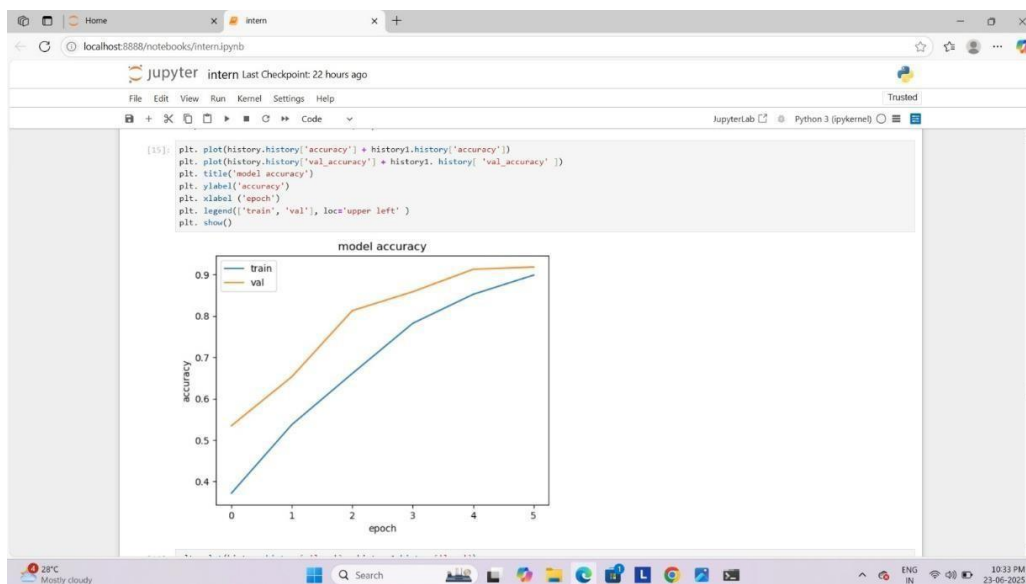 Home
intern
localhost:8888/notebooks/intern.ipynb
jupyter intern Last Checkpoint: 22 hours ago
File Edit View Run Kernel Settings Help
Trusted
Code
JupyterLab
Python 3 (ipykernel)
[15]: plt. plot(history.history['accuracy'] + history1.history['accuracy'])
plt. plot(history.history['val_accuracy'] + history1. history[ 'val_accuracy' ])
plt. title('model accuracy')
plt. ylabel('accuracy')
plt. xlabel ('epoch')
plt. legend(['train', 'val'], loc='upper left' )
plt. show()
model accuracy
train
val
0.9
0.8
0.7
0.6
0.5
0.4
accuracy
0 1 2 3 4 5
epoch
4
28°C
Mostly cloudy
Search
L
ENG
IN
10:33 PM